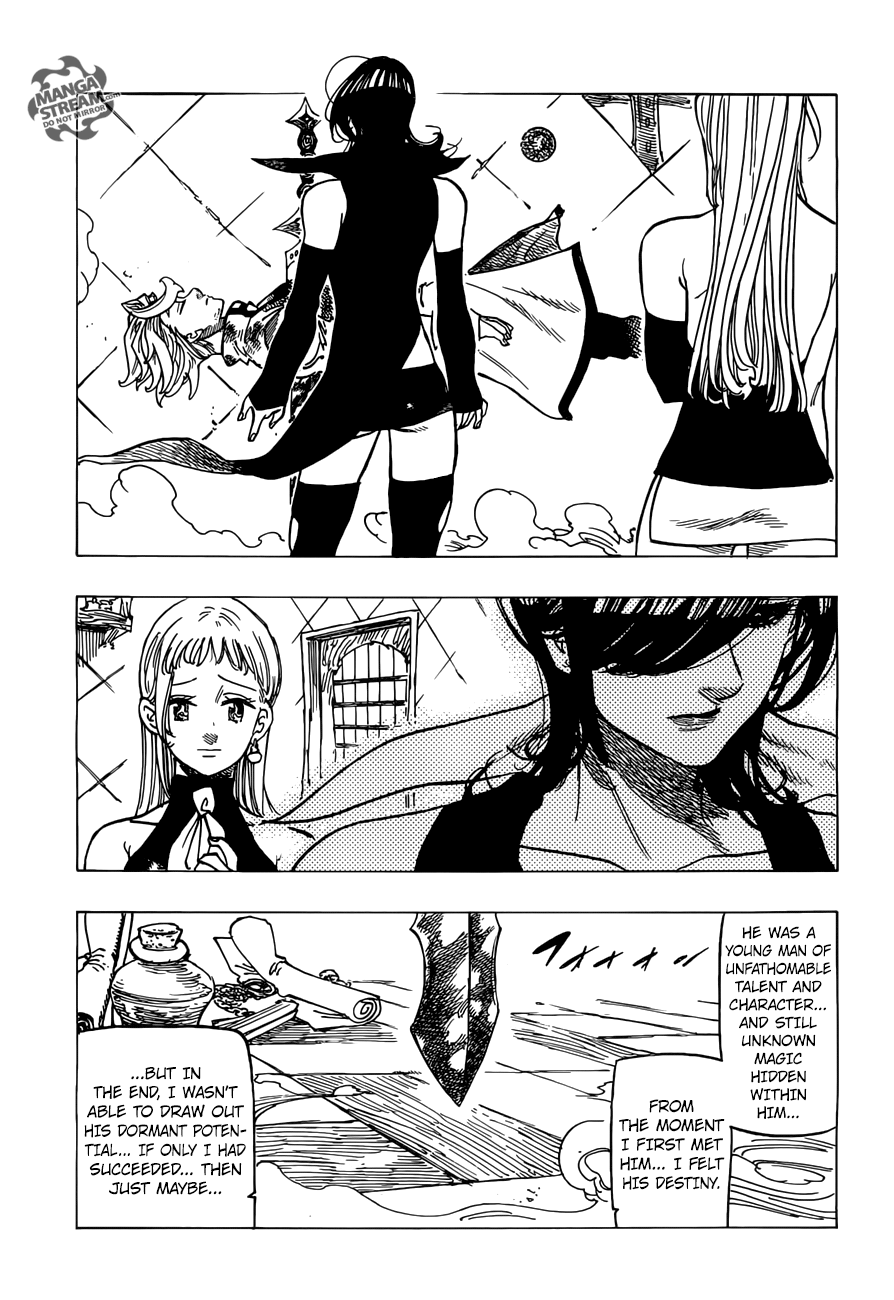 MANGA
STREAM.com
DO NOT MIRROR
HE WAS A
YOUNG MAN OF
UNFATHOMABLE
TALENT AND
CHARACTER...
AND STILL
UNKNOWN
MAGIC
HIDDEN
WITHIN
HIM...
FROM
THE MOMENT
I FIRST MET
HIM... I FELT
HIS DESTINY.
...BUT IN
THE END, I WASN'T
ABLE TO DRAW OUT
HIS DORMANT POTEN-
TIAL... IF ONLY I HAD
SUCCEEDED... THEN
JUST MAYBE...